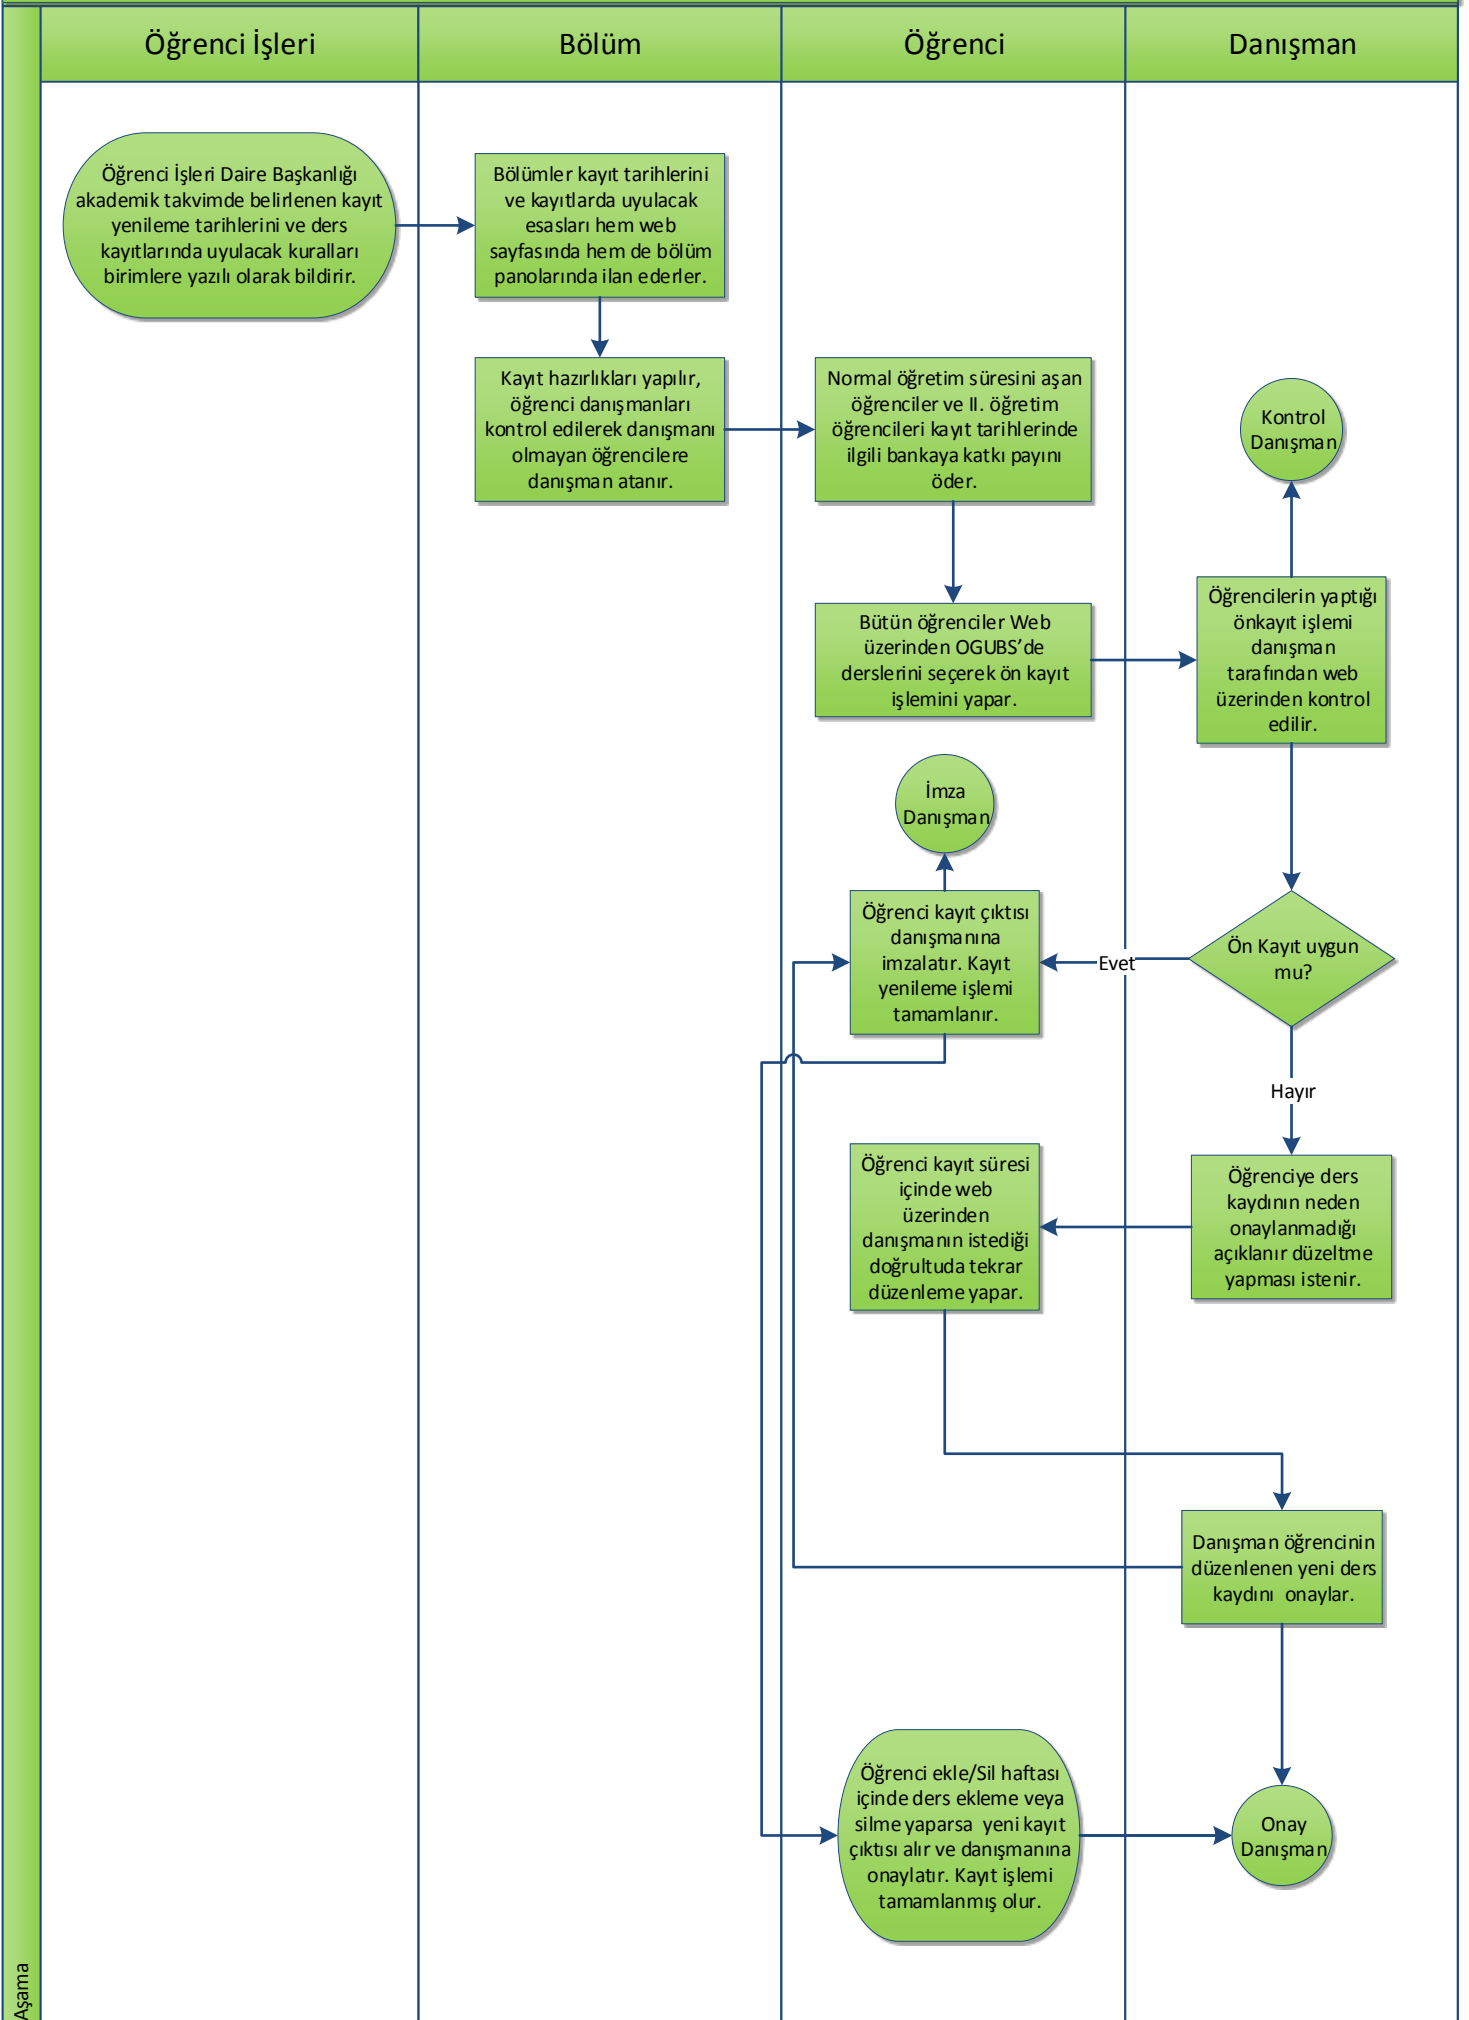 Öğrenci İşleri
Bölüm
Öğrenci
Danışman
Öğrenci İşleri Daire Başkanlığı
akademik takvimde belirlenen kayıt
yenileme tarihlerini ve ders
kayıtlarında uyulacak kuralları
birimlere yazılı olarak bildirir.
Bölümler kayıt tarihlerini
ve kayıtlarda uyulacak
esasları hem web
sayfasında hem de bölüm
panolarında ilan ederler.
Kayıt hazırlıkları yapılır,
öğrenci danışmanları
kontrol edilerek danışmanı
olmayan öğrencilere
danışman atanır.
Normal öğretim süresini aşan
öğrenciler ve II. öğretim
öğrencileri kayıt tarihlerinde
ilgili bankaya katkı payını
öder.
Kontrol
Danışman
Bütün öğrenciler Web
üzerinden OGUBS’de
derslerini seçerek ön kayıt
işlemini yapar.
Öğrencilerin yaptığı
önkayıt işlemi
danışman
tarafından web
üzerinden kontrol
edilir.
İmza
Danışman
Öğrenci kayıt çıktısı
danışmanına
imzalatır. Kayıt
yenileme işlemi
tamamlanır.
Evet
Ön Kayıt uygun
mu?
Hayır
Öğrenci kayıt süresi
içinde web
üzerinden
danışmanın istediği
doğrultuda tekrar
düzenleme yapar.
Öğrenciye ders
kaydının neden
onaylanmadığı
açıklanır düzeltme
yapması istenir.
Danışman öğrencinin
düzenlenen yeni ders
kaydını onaylar.
Öğrenci ekle/Sil haftası
içinde ders ekleme veya
silme yaparsa yeni kayıt
çıktısı alır ve danışmanına
onaylatır. Kayıt işlemi
tamamlanmış olur.
Onay
Danışman
Aşama